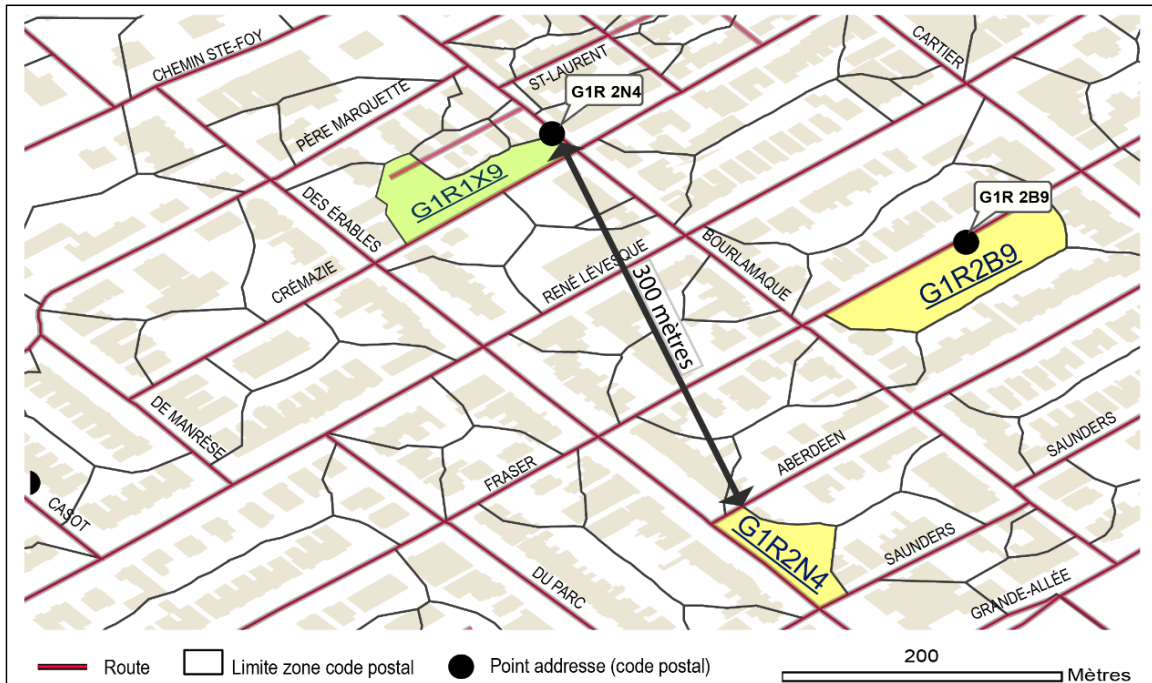 CARTIER
CHEMIN STE-FOY
ST-LAURENT
G1R 2N4
PÈRE MARQUETTE
G1R1X9
G1R 2B9
DES ÉRABLES
BOURLAMAQUE
RENÉ LÉVESQUE
CRÉMAZIE
G1R2B9
300 mètres
DE MANRÈSE
SAUNDERS
ABERDEEN
FRASER
CASOT
G1R2N4
SAUNDERS
DU PARC
GRANDE-ALLÉE
Route
Limite zone code postal
Point addresse (code postal)
200
Mètres